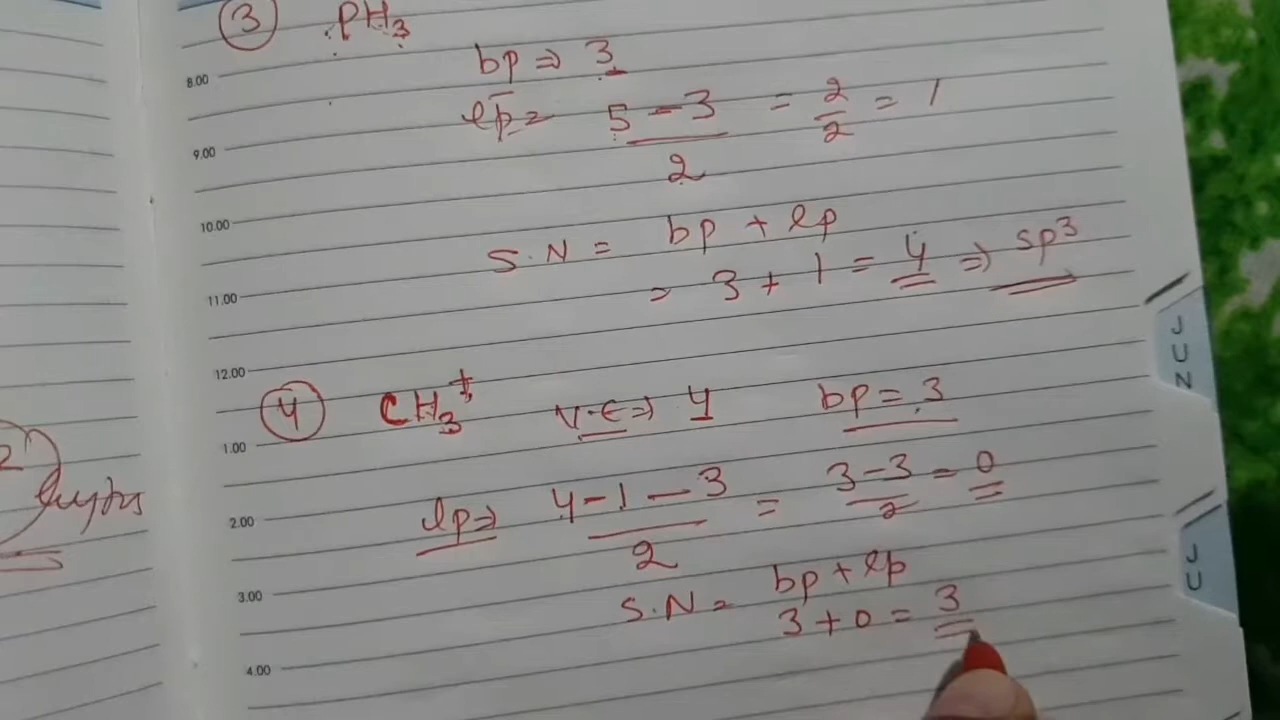 3 PH3
8.00
bp ⇒ 3
lp = 5 - 3 / 2 = 2/2 = 1
9.00
10.00
S.N = bp + lp
= 3 + 1 = 4 ⇒ sp³
11.00
12.00
JUN
4 CH3+ V.E ⇒ 4 bp = 3
1.00
lp ⇒ 4-1-3 / 2 = 3-3/2 = 0
2.00
JU
S.N = bp + lp
3.00
3 + 0 = 3
4.00